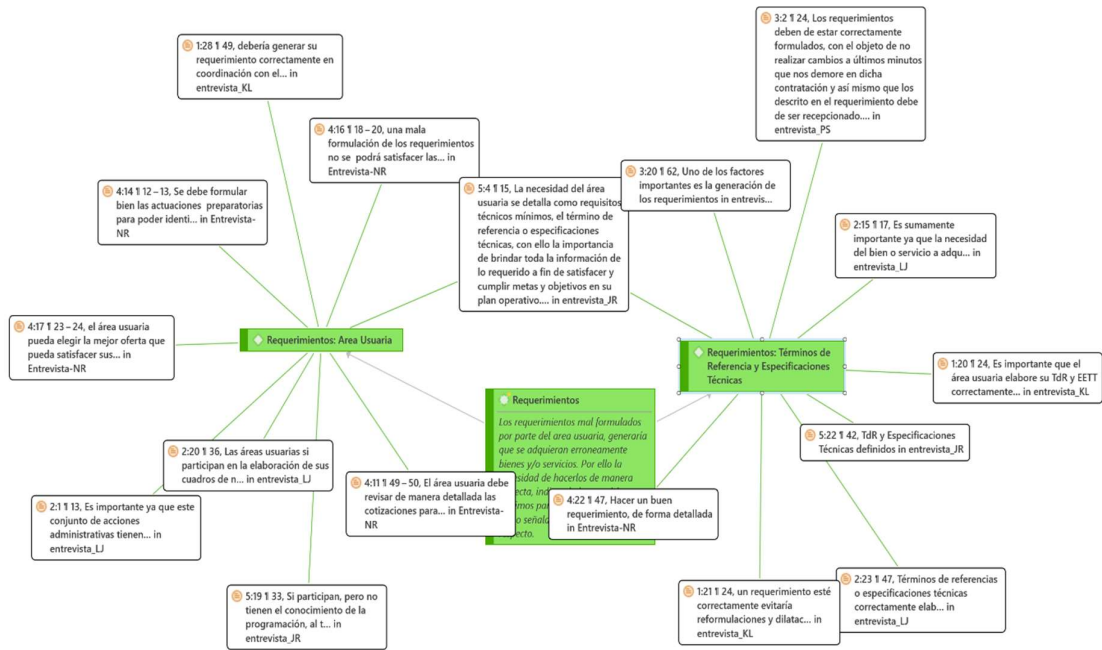 1:28 ¶ 49, debería generar su
requerimiento correctamente en
coordinación con el... in
entrevista_KL
3:2 ¶ 24, Los requerimientos
deben de estar correctamente
formulados, con el objeto de no
realizar cambios a últimos minutos
que nos demore en dicha
contratación y así mismo que los
descrito en el requerimiento debe
de ser recepcionado.... in
entrevista_PS
4:16 ¶ 18 – 20, una mala
formulación de los requerimientos
no se podrá satisfacer las... in
Entrevista-NR
4:14 ¶ 12 – 13, Se debe formular
bien las actuaciones preparatorias
para poder identi... in Entrevista-
NR
5:4 ¶ 15, La necesidad del área
usuaria se detalla como requisitos
técnicos mínimos, el término de
referencia o especificaciones
técnicas, con ello la importancia
de brindar toda la información de
lo requerido a fin de satisfacer y
cumplir metas y objetivos en su
plan operativo.... in entrevista_JR
3:20 ¶ 62, Uno de los factores
importantes es la generación de
los requerimientos in entrevis...
2:15 ¶ 17, Es sumamente
importante ya que la necesidad
del bien o servicio a adqu... in
entrevista_LJ
4:17 ¶ 23 – 24, el área usuaria
pueda elegir la mejor oferta que
pueda satisfacer sus... in
Entrevista-NR
Requerimientos: Area Usuaria
Requerimientos: Términos de
Referencia y Especificaciones
Técnicas
1:20 ¶ 24, Es importante que el
área usuaria elabore su TdR y EETT
correctamente... in entrevista_KL
Requerimientos
Los requerimientos mal formulados
por parte del area usuaria, generaria
que se adquieran erroneamente
bienes y/o servicios. Por ello la
esidad de hacerlos de manera
ecta, indi
imos par
o señala
ecto.
5:22 ¶ 42, TdR y Especificaciones
Técnicas definidos in entrevista_JR
2:20 ¶ 36, Las áreas usuarias si
participan en la elaboración de sus
cuadros de n... in entrevista_LJ
4:11 ¶ 49 – 50, El área usuaria debe
revisar de manera detallada las
cotizaciones para... in Entrevista-
NR
4:22 ¶ 47, Hacer un buen
requerimiento, de forma detallada
in Entrevista-NR
2:1 ¶ 13, Es importante ya que este
conjunto de acciones
administrativas tienen... in
entrevista_LJ
5:19 ¶ 33, Si participan, pero no
tienen el conocimiento de la
programación, al t... in
entrevista_JR
1:21 ¶ 24, un requerimiento esté
correctamente evitaría
reformulaciones y dilatac... in
entrevista_KL
2:23 ¶ 47, Términos de referencias
o especificaciones técnicas
correctamente elab... in
entrevista_LJ